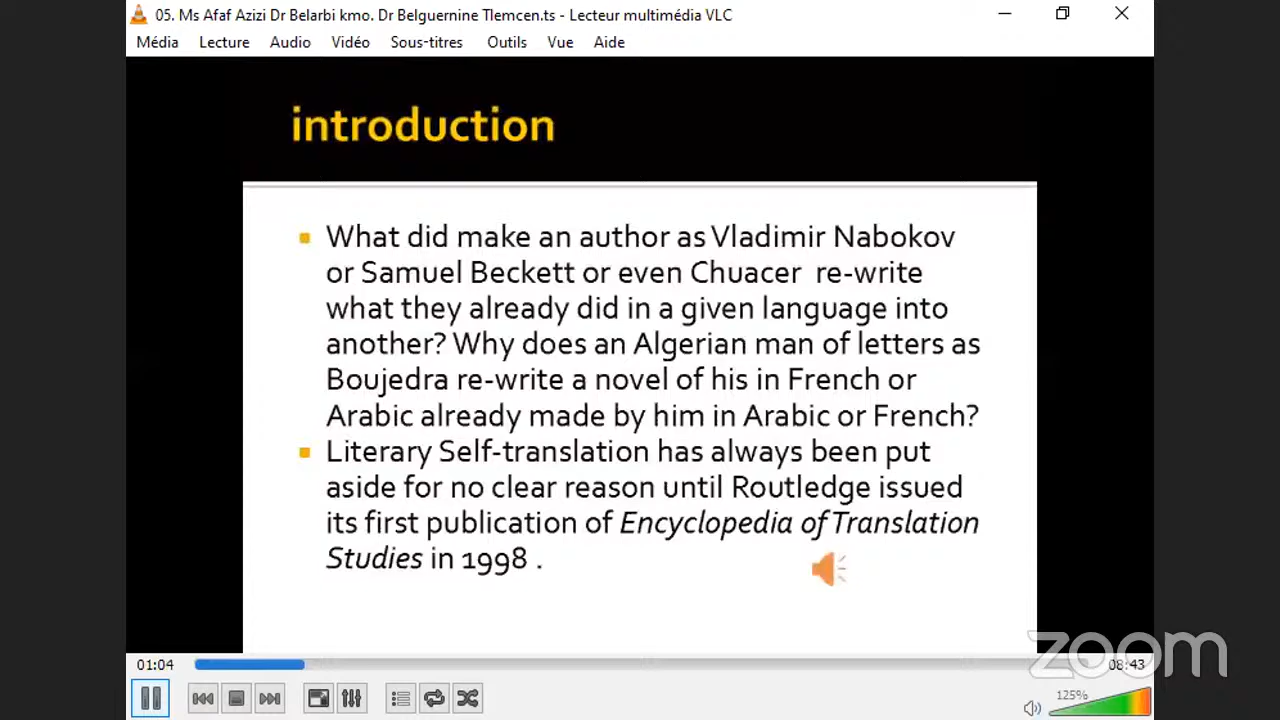 05. Ms Afaf Azizi Dr Belarbi kmo. Dr Belguernine Tlemcen.ts - Lecteur multimédia VLC
Média Lecture Audio Vidéo Sous-titres Outils Vue Aide
introduction
What did make an author as Vladimir Nabokov
or Samuel Beckett or even Chuacer re-write
what they already did in a given language into
another? Why does an Algerian man of letters as
Boujedra re-write a novel of his in French or
Arabic already made by him in Arabic or French?
Literary Self-translation has always been put
aside for no clear reason until Routledge issued
its first publication of Encyclopedia of Translation
Studies in 1998 .
zoom
01:04
08:43
125%